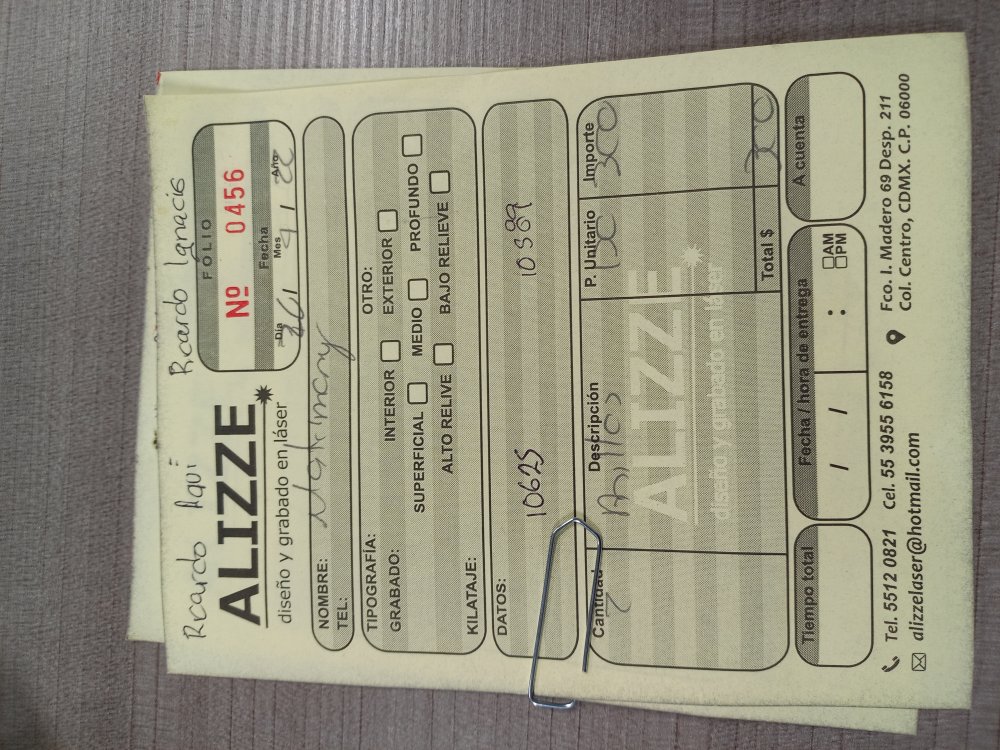 Rcardo Aqui Rcardo Ignacis
ALIZZE
diseño y grabado en láser
FOLIO
Nº 0456
Fecha
Día Mes Año
26 / 9 / 22
NOMBRE:
TEL:
TIPOGRAFÍA: OTRO:
GRABADO: INTERIOR EXTERIOR
SUPERFICIAL MEDIO PROFUNDO
ALTO RELIVE BAJO RELIEVE
KILATAJE:
DATOS:
10625 10389
Cantidad Descripción P. Unitario Importe
2 Anillos 150 300
ALIZZE
diseño y grabado en láser
Total $ 300
Tiempo total Fecha / hora de entrega A cuenta
/ / : AM
PM
Tel. 5512 0821 Cel. 55 3955 6158 Fco. I. Madero 69 Desp. 211
alizzelaser@hotmail.com Col. Centro, CDMX. C.P. 06000